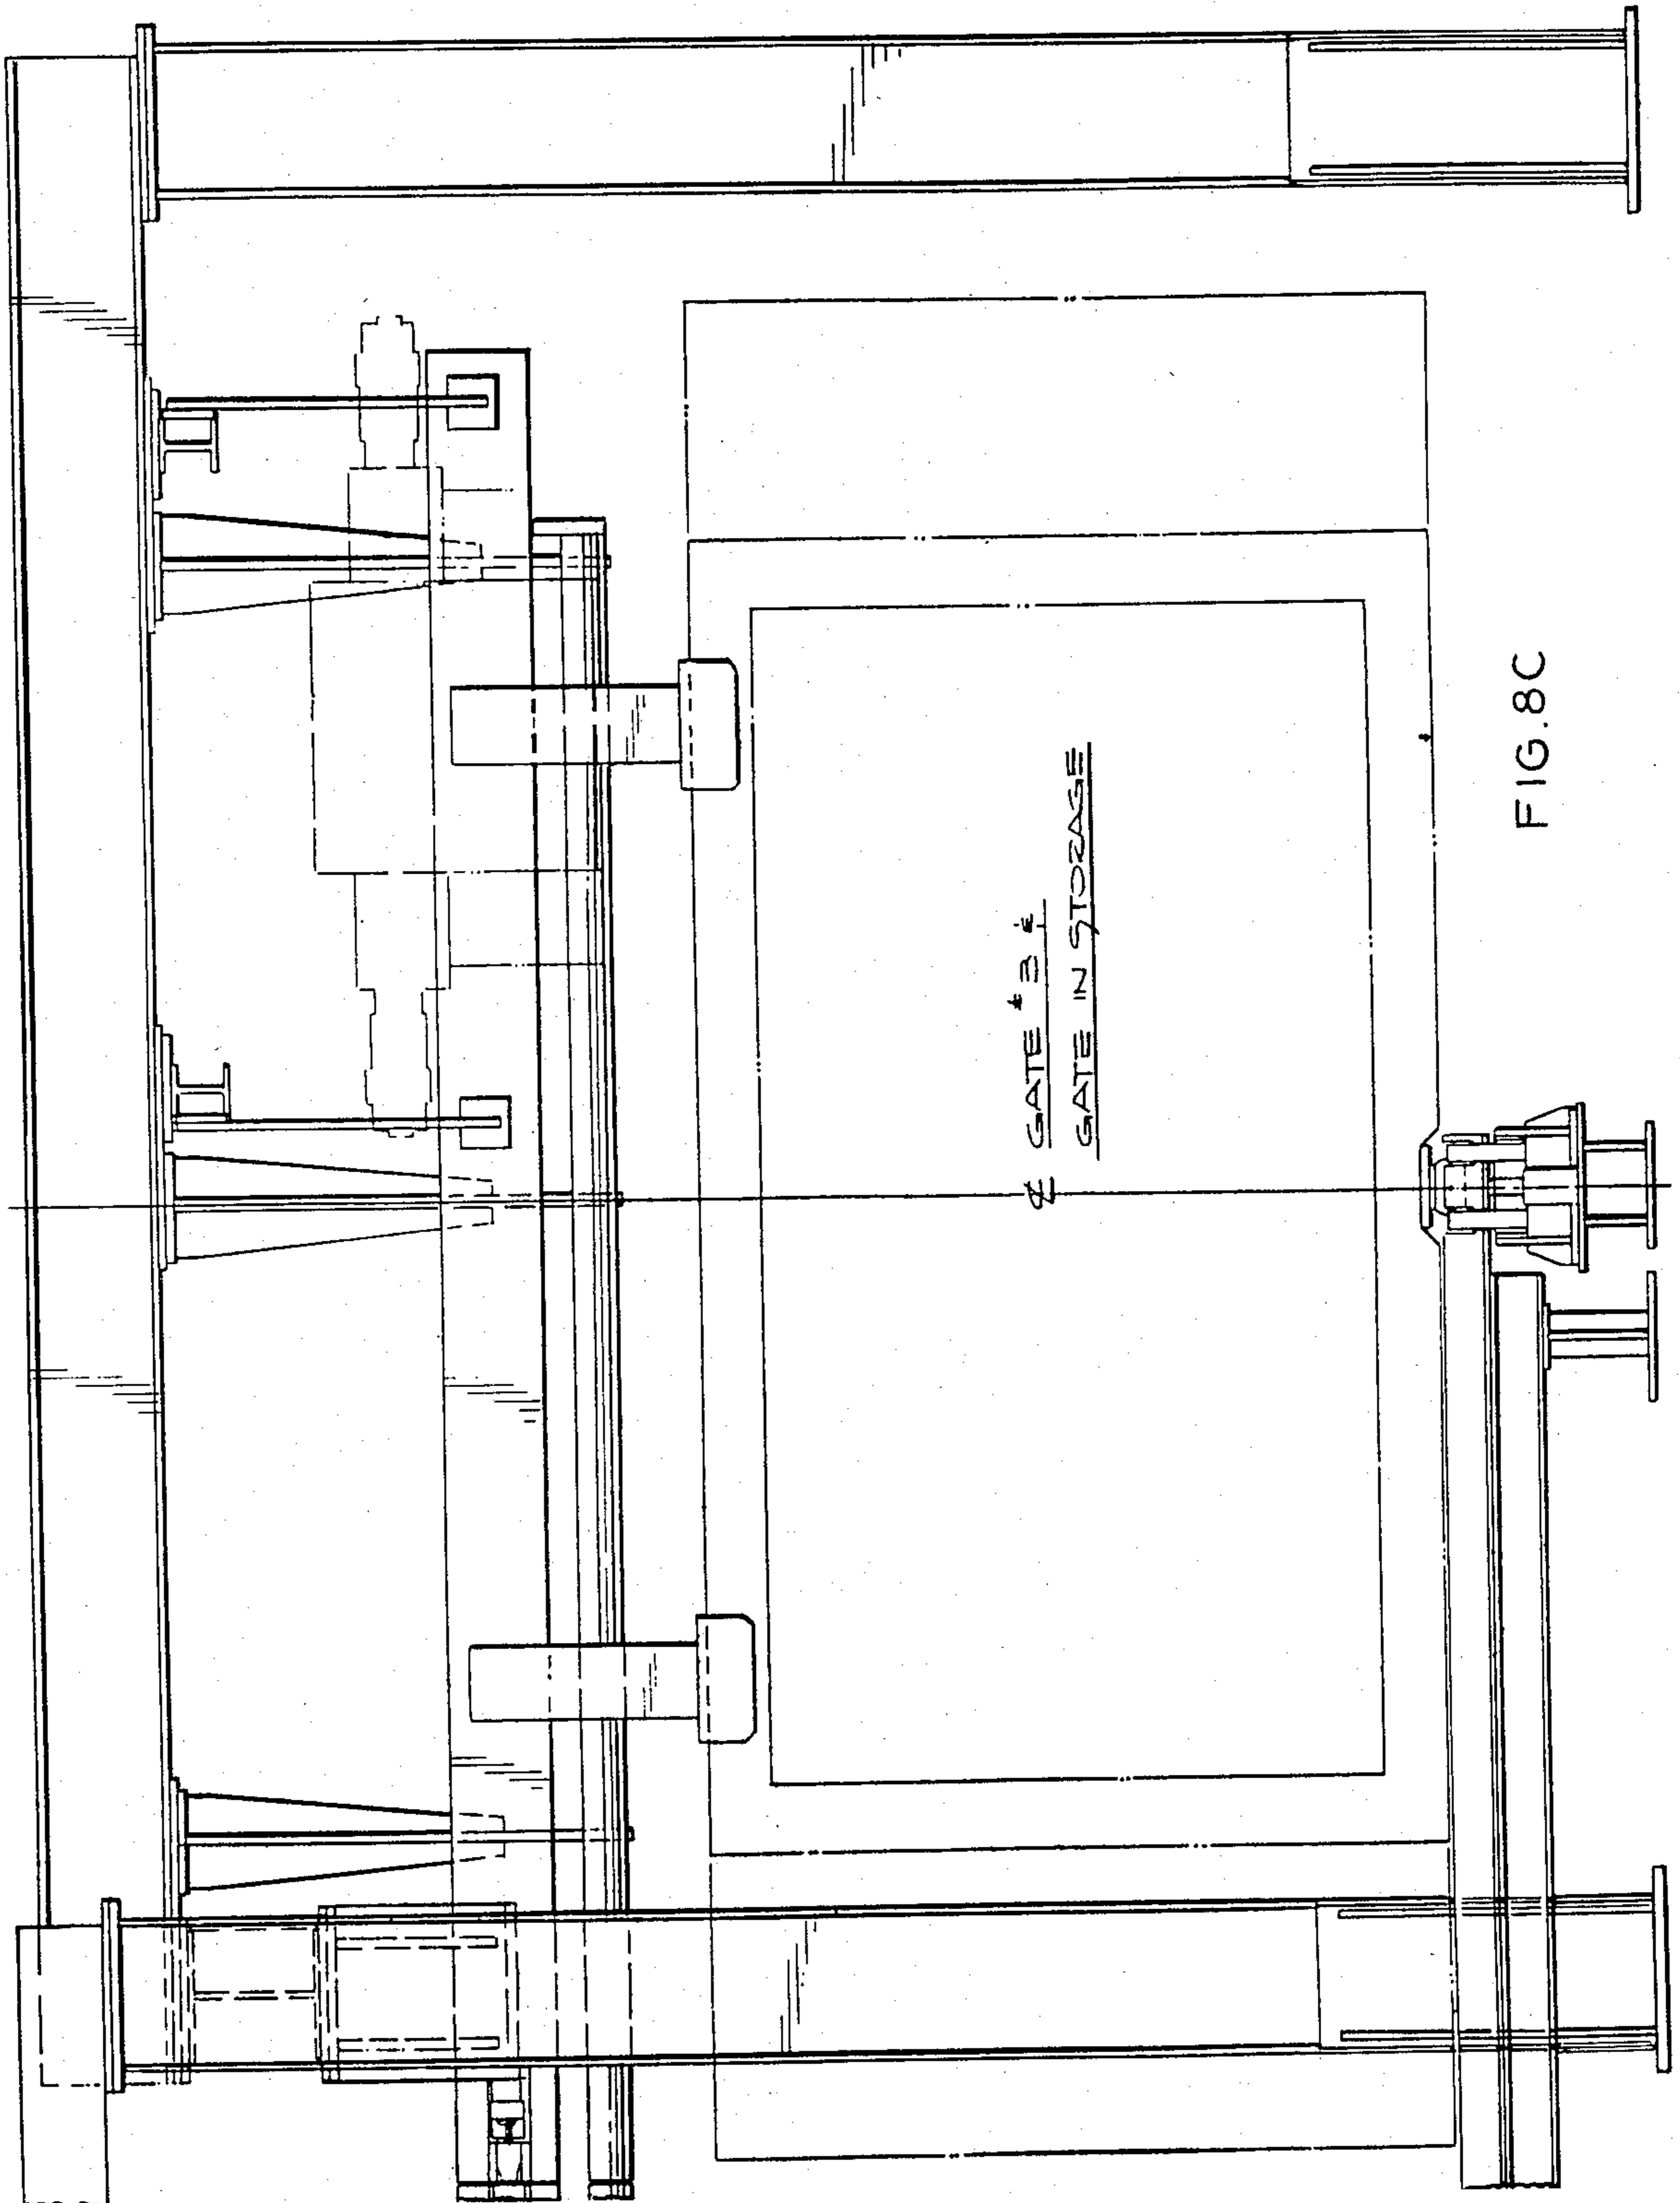 ℄ GATE #3 &
GATE IN STORAGE
FIG.8C